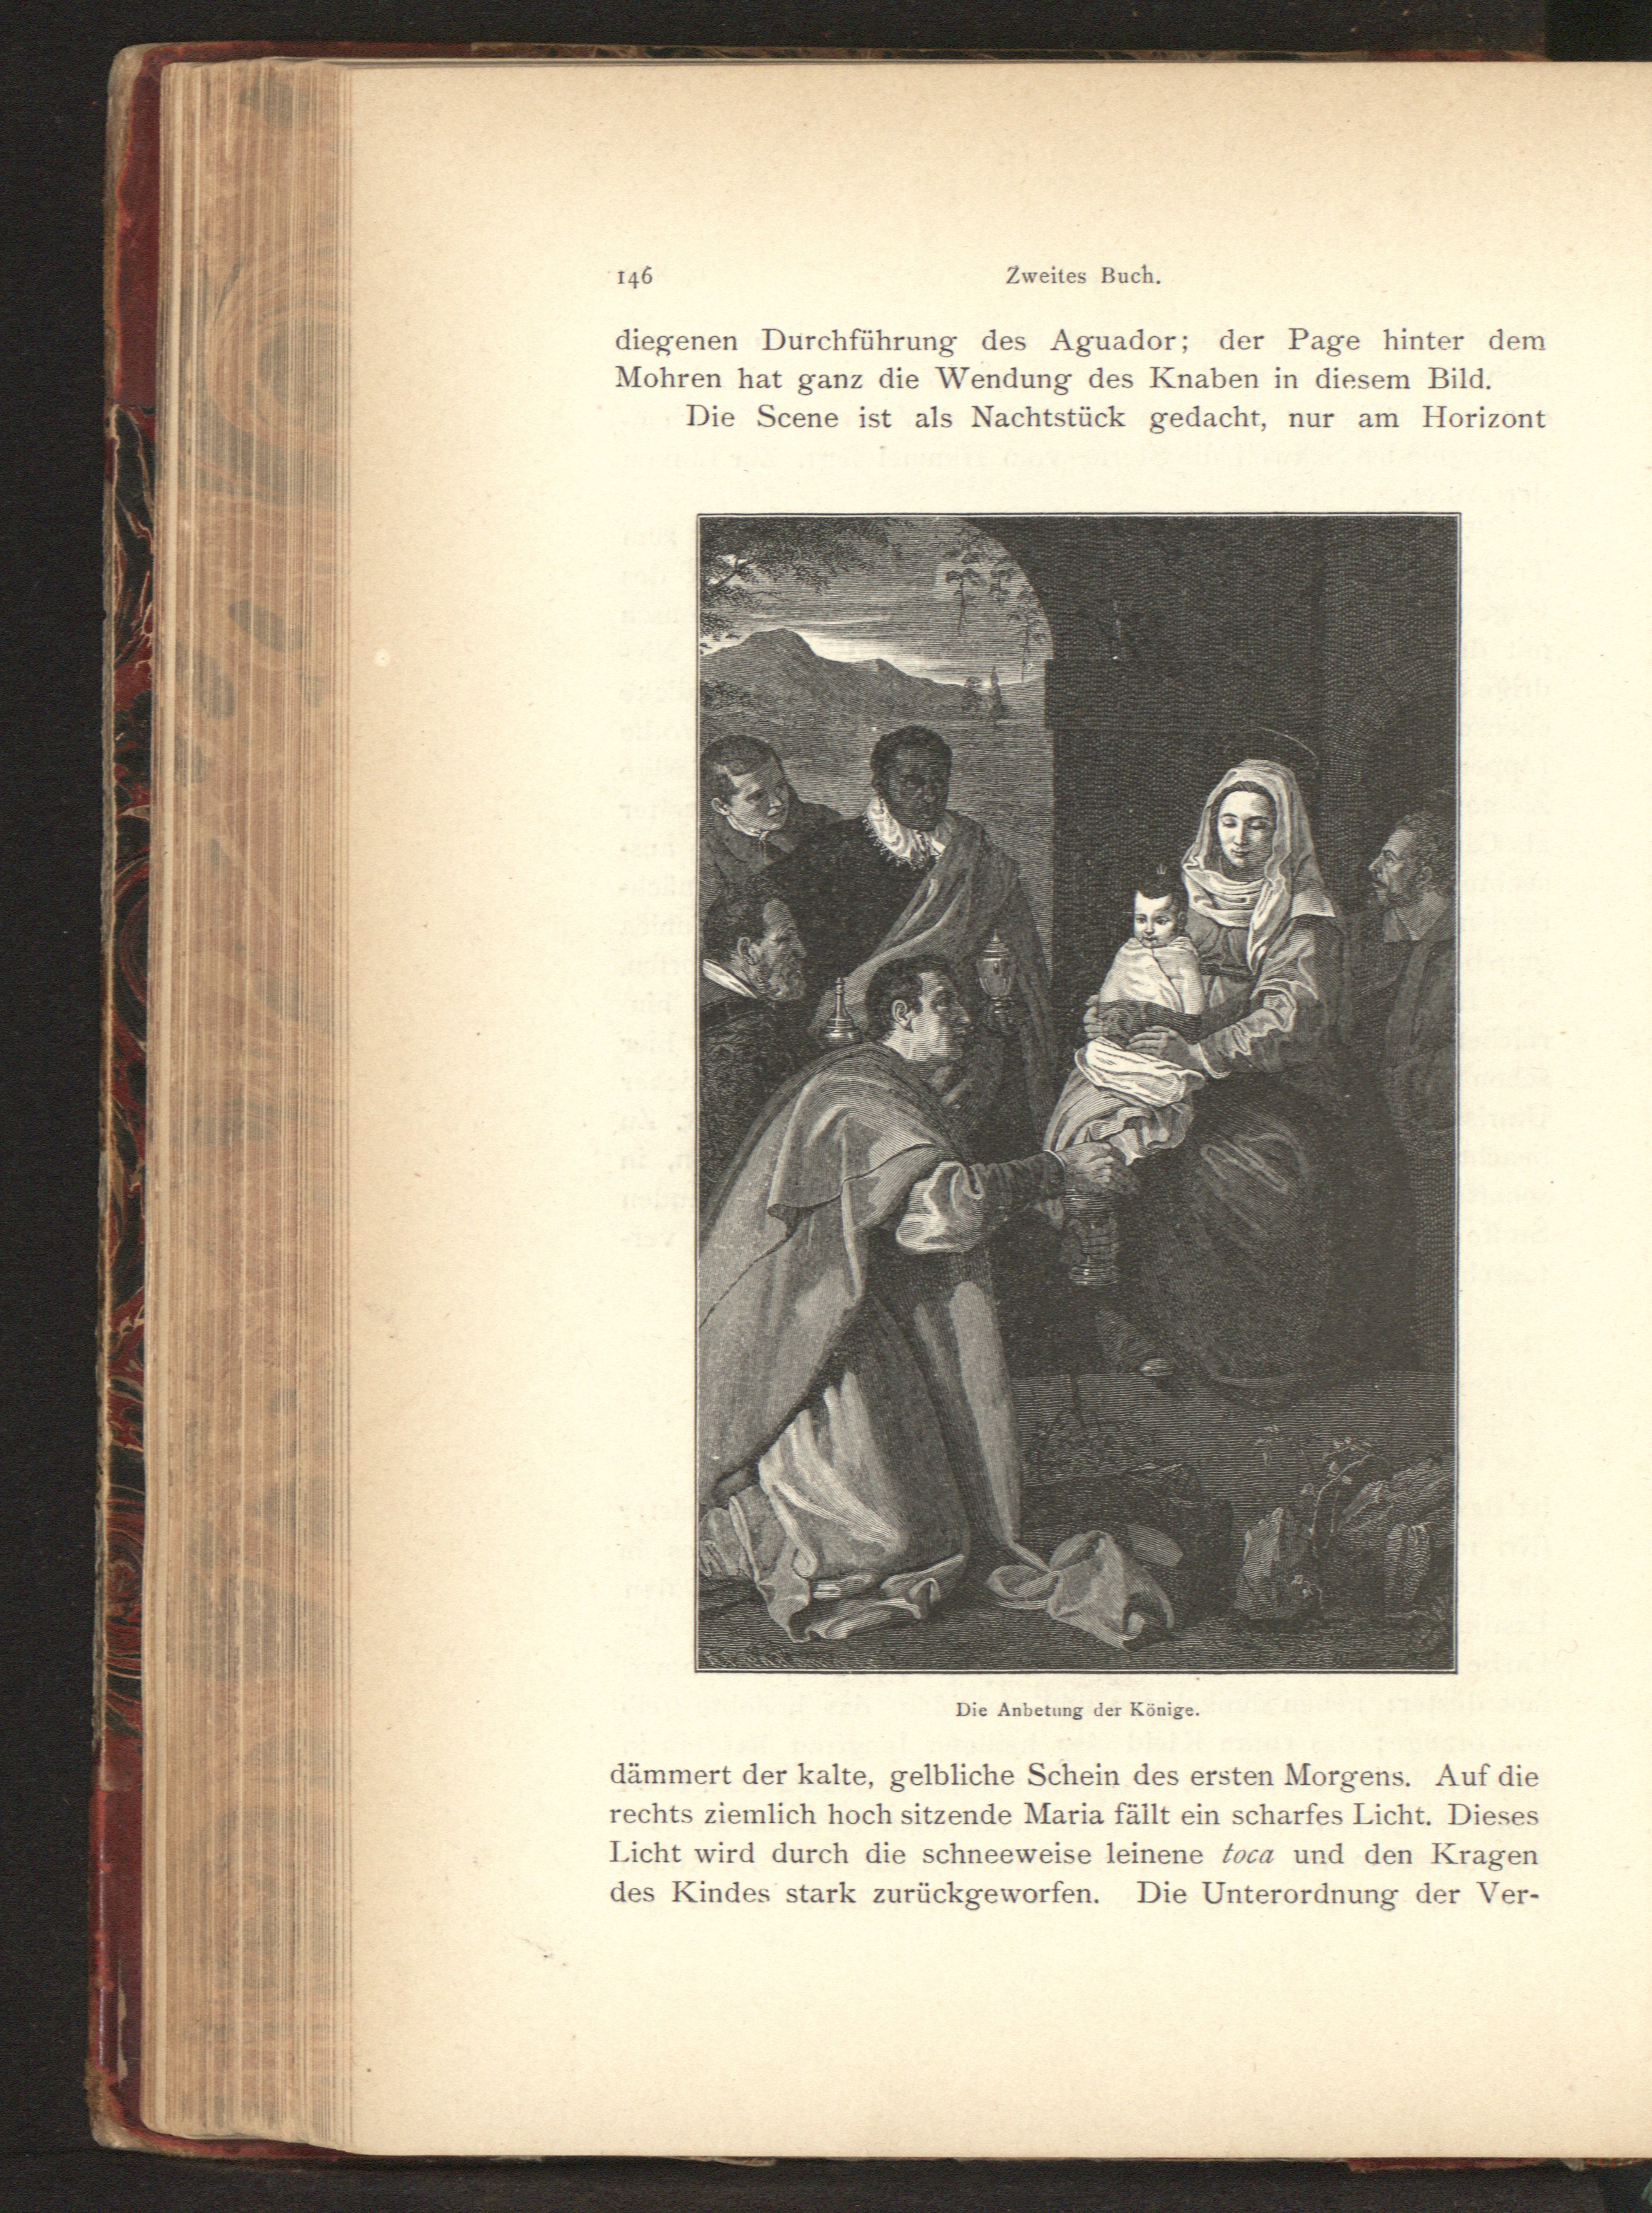 146 Zweites Buch.
diegenen Durchführung des Aguador; der Page hinter dem
Mohren hat ganz die Wendung des Knaben in diesem Bild.
Die Scene ist als Nachtstück gedacht, nur am Horizont
Die Anbetung der Könige.
dämmert der kalte, gelbliche Schein des ersten Morgens. Auf die
rechts ziemlich hoch sitzende Maria fällt ein scharfes Licht. Dieses
Licht wird durch die schneeweise leinene toca und den Kragen
des Kindes stark zurückgeworfen. Die Unterordnung der Ver-